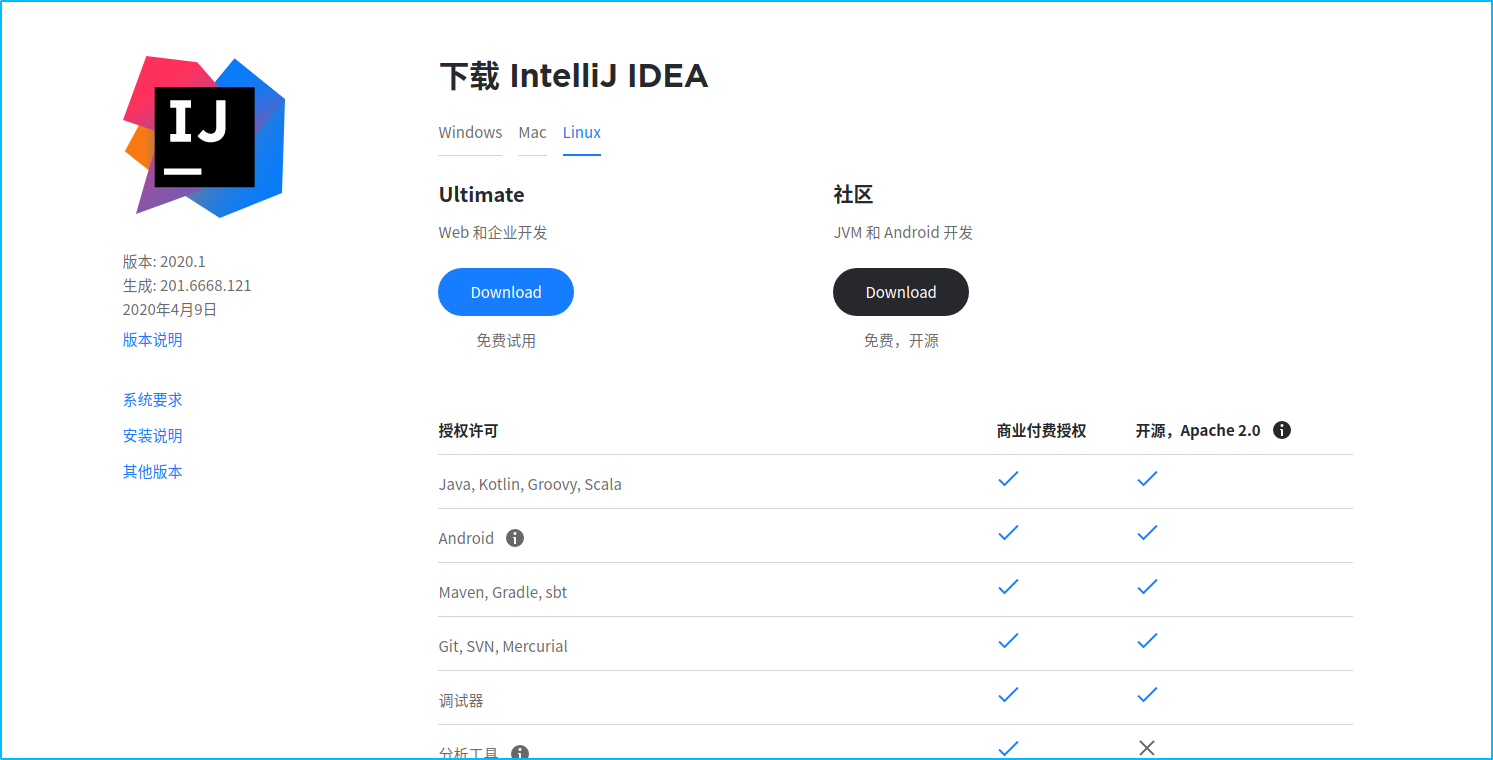 IJ
下载 IntelliJ IDEA
Windows Mac Linux
Ultimate
Web 和企业开发
Download
免费试用
社区
JVM 和 Android 开发
Download
免费，开源
版本: 2020.1
生成: 201.6668.121
2020年4月9日
版本说明
系统要求
安装说明
其他版本
授权许可 商业付费授权 开源，Apache 2.0
Java, Kotlin, Groovy, Scala
Android
Maven, Gradle, sbt
Git, SVN, Mercurial
调试器
分析工具